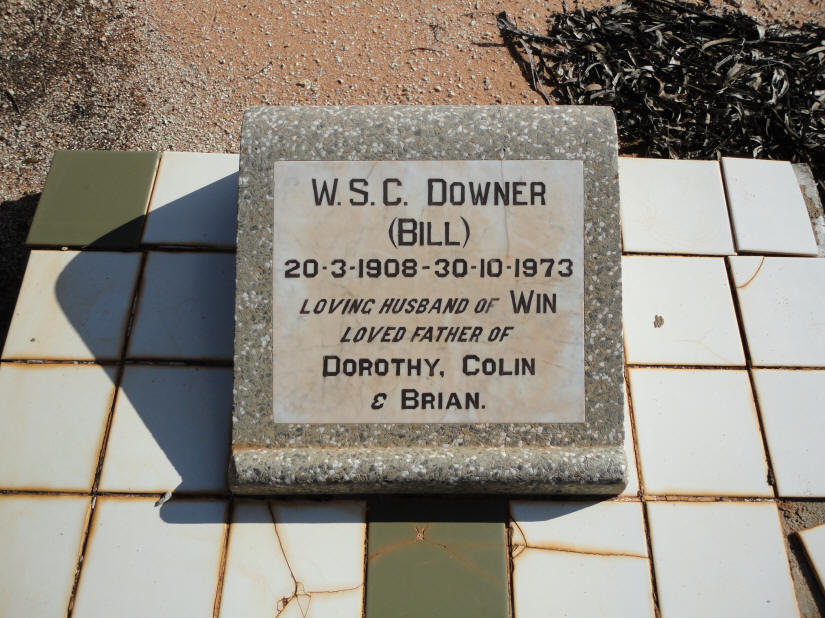 W.S.C. DOWNER
(BILL)
20-3-1908-30-10-1973
LOVING HUSBAND OF WIN
LOVED FATHER OF
DOROTHY, COLIN
& BRIAN.